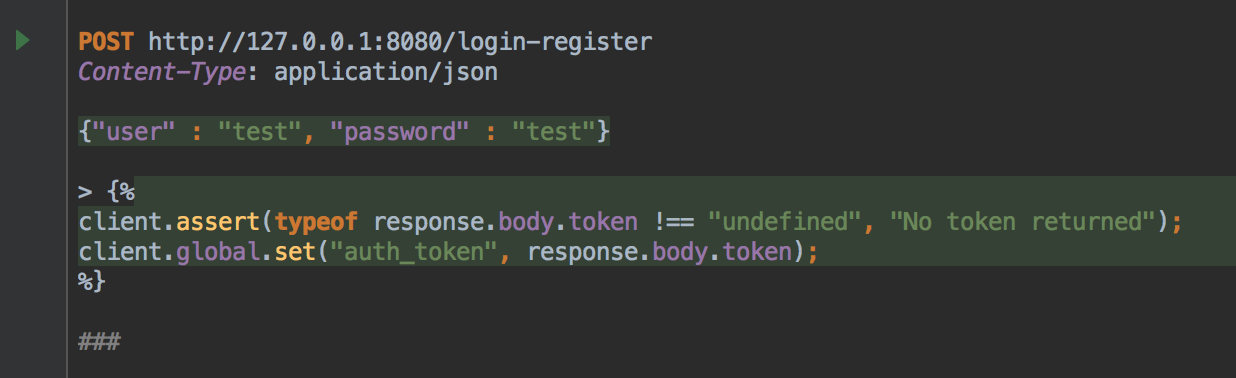 POST http://127.0.0.1:8080/login-register
Content-Type: application/json
{"user" : "test", "password" : "test"}
> {%
client.assert(typeof response.body.token !== "undefined", "No token returned");
client.global.set("auth_token", response.body.token);
%}
###